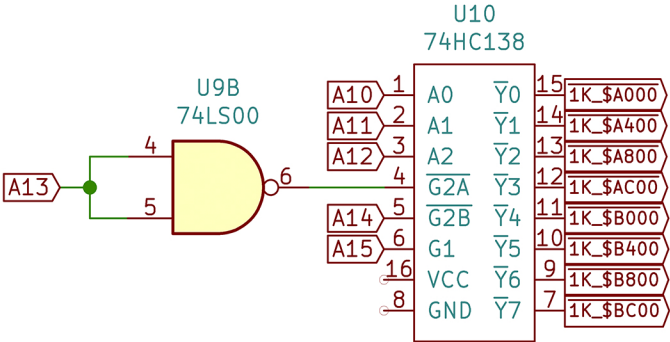 U10
74HC138
U9B
74LS00
A13
4
5
6
A10 1 A0 Y0 15 1K_$A000
A11 2 A1 Y1 14 1K_$A400
A12 3 A2 Y2 13 1K_$A800
4 G2A Y3 12 1K_$AC00
A14 5 G2B Y4 11 1K_$B000
A15 6 G1 Y5 10 1K_$B400
16 VCC Y6 9 1K_$B800
8 GND Y7 7 1K_$BC00